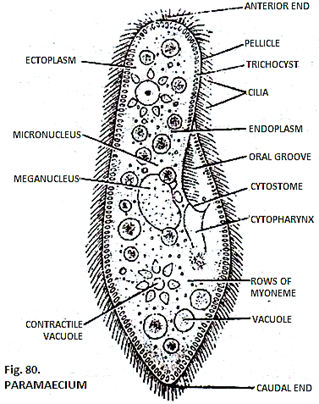 ANTERIOR END
PELLICLE
ECTOPLASM
TRICHOCYST
CILIA
MICRONUCLEUS
ENDOPLASM
ORAL GROOVE
MEGANUCLEUS
CYTOSTOME
CYTOPHARYNX
ROWS OF
MYONEME
CONTRACTILE
VACUOLE
VACUOLE
Fig. 80.
PARAMAECIUM
CAUDAL END